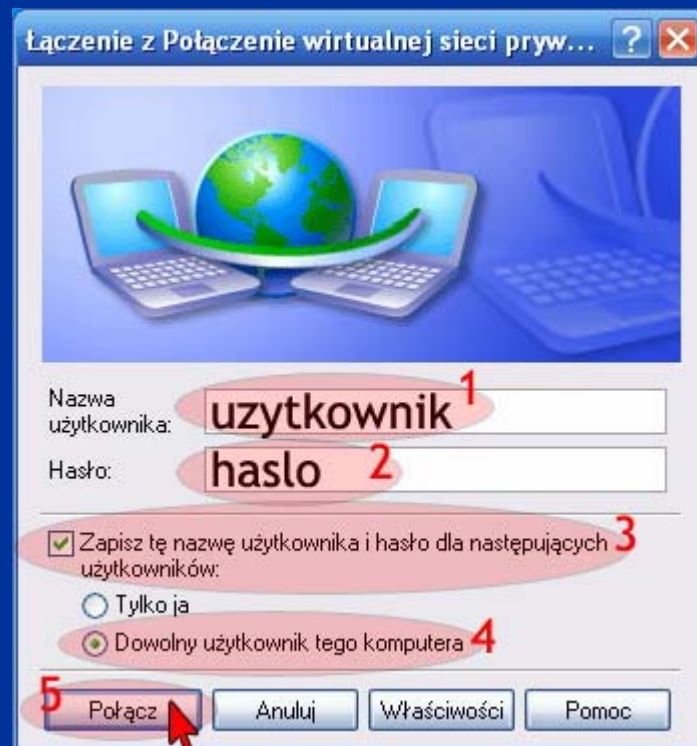 Łączenie z Połączenie wirtualnej sieci pryw...
Nazwa
użytkownika:
uzytkownik 1
Hasło:
haslo 2
Zapisz tę nazwę użytkownika i hasło dla następujących 3
użytkowników:
Tylko ja
Dowolny użytkownik tego komputera 4
5 Połącz Anuluj Właściwości Pomoc